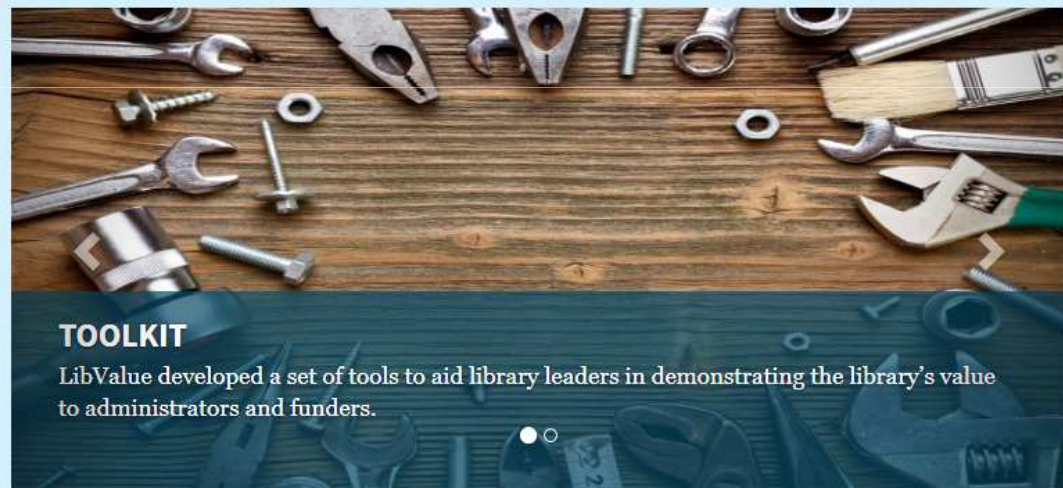 TOOLKIT
LibValue developed a set of tools to aid library leaders in demonstrating the library’s value
to administrators and funders.